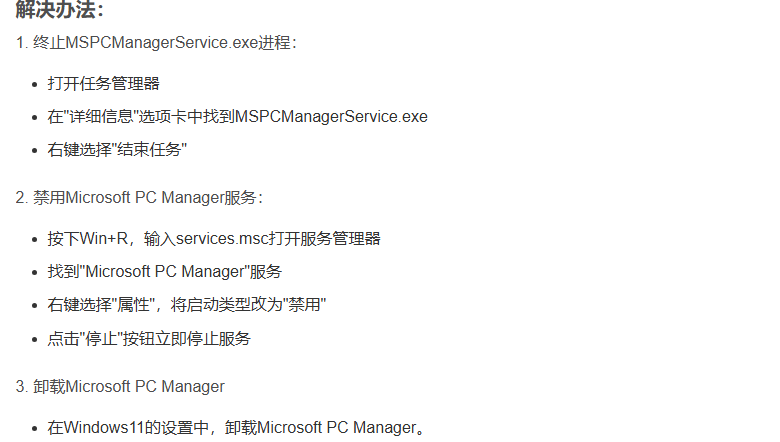 解决办法：
1. 终止MSPCManagerService.exe进程：
• 打开任务管理器
• 在"详细信息"选项卡中找到MSPCManagerService.exe
• 右键选择"结束任务"
2. 禁用Microsoft PC Manager服务：
• 按下Win+R，输入services.msc打开服务管理器
• 找到"Microsoft PC Manager"服务
• 右键选择"属性"，将启动类型改为"禁用"
• 点击"停止"按钮立即停止服务
3. 卸载Microsoft PC Manager
• 在Windows11的设置中，卸载Microsoft PC Manager。